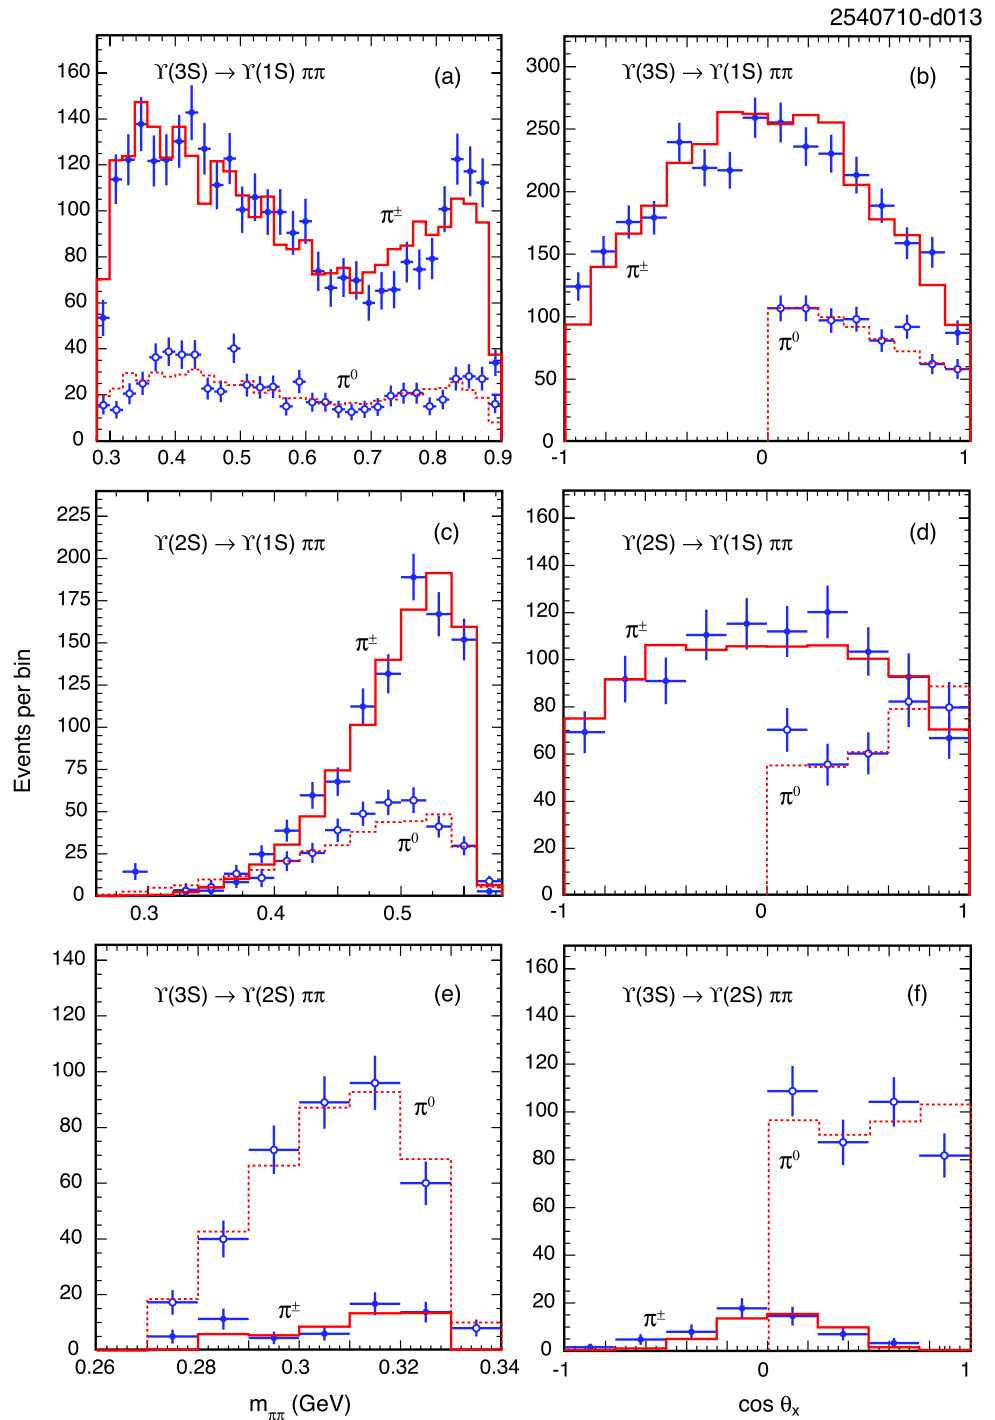 2540710-d013
ϒ(3S) → ϒ(1S) ππ
(a)
160
140
120
100
80
60
40
20
0
π±
π0
0.3 0.4 0.5 0.6 0.7 0.8 0.9
ϒ(3S) → ϒ(1S) ππ
(b)
300
250
200
150
100
50
0
π±
π0
-1 0 1
Events per bin
ϒ(2S) → ϒ(1S) ππ
(c)
225
200
175
150
125
100
75
50
25
0
π±
π0
0.3 0.4 0.5
ϒ(2S) → ϒ(1S) ππ
(d)
160
140
120
100
80
60
40
20
0
π±
π0
-1 0 1
ϒ(3S) → ϒ(2S) ππ
(e)
140
120
100
80
60
40
20
0
π0
π±
0.26 0.28 0.3 0.32 0.34
mππ (GeV)
ϒ(3S) → ϒ(2S) ππ
(f)
160
140
120
100
80
60
40
20
0
π0
π±
-1 0 1
cos θx